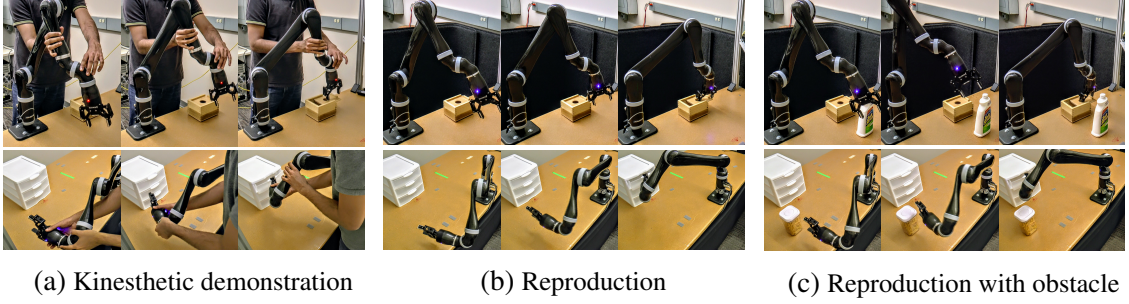 (a) Kinesthetic demonstration
(b) Reproduction
(c) Reproduction with obstacle